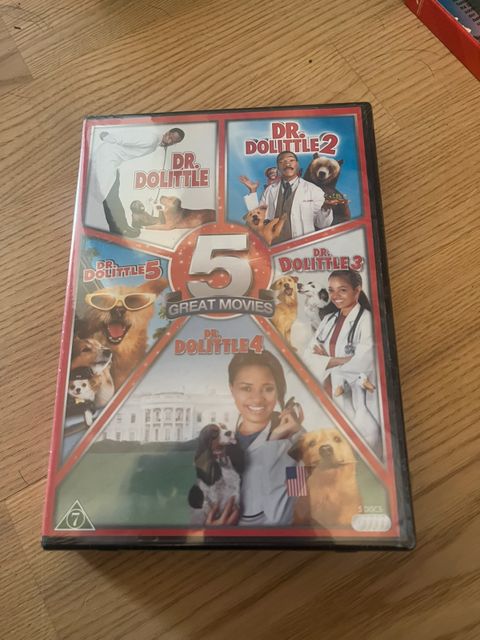 DR.
DOLITTLE
DR.
DOLITTLE 2
DR.
DOLITTLE 5
5
GREAT MOVIES
DR.
DOLITTLE 3
DR.
DOLITTLE 4
7
5 DISCS